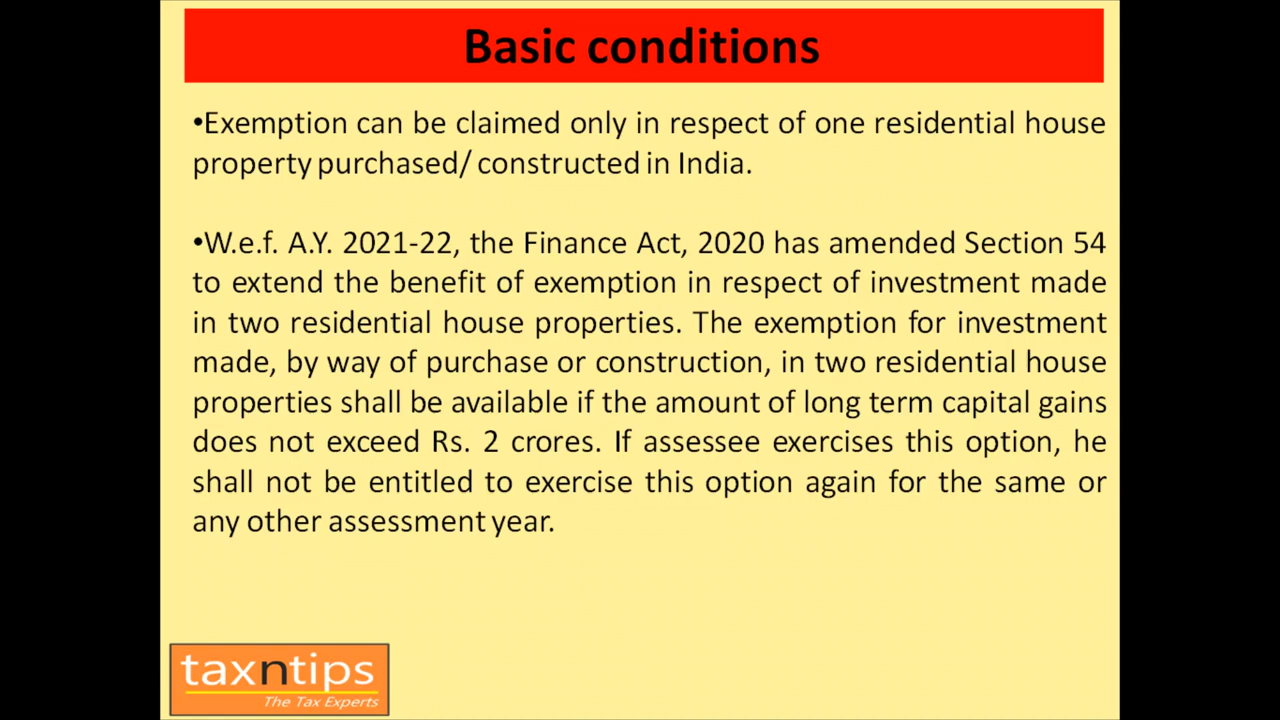 Basic conditions
•Exemption can be claimed only in respect of one residential house
property purchased/ constructed in India.
•W.e.f. A.Y. 2021-22, the Finance Act, 2020 has amended Section 54
to extend the benefit of exemption in respect of investment made
in two residential house properties. The exemption for investment
made, by way of purchase or construction, in two residential house
properties shall be available if the amount of long term capital gains
does not exceed Rs. 2 crores. If assessee exercises this option, he
shall not be entitled to exercise this option again for the same or
any other assessment year.
taxntips
The Tax Experts